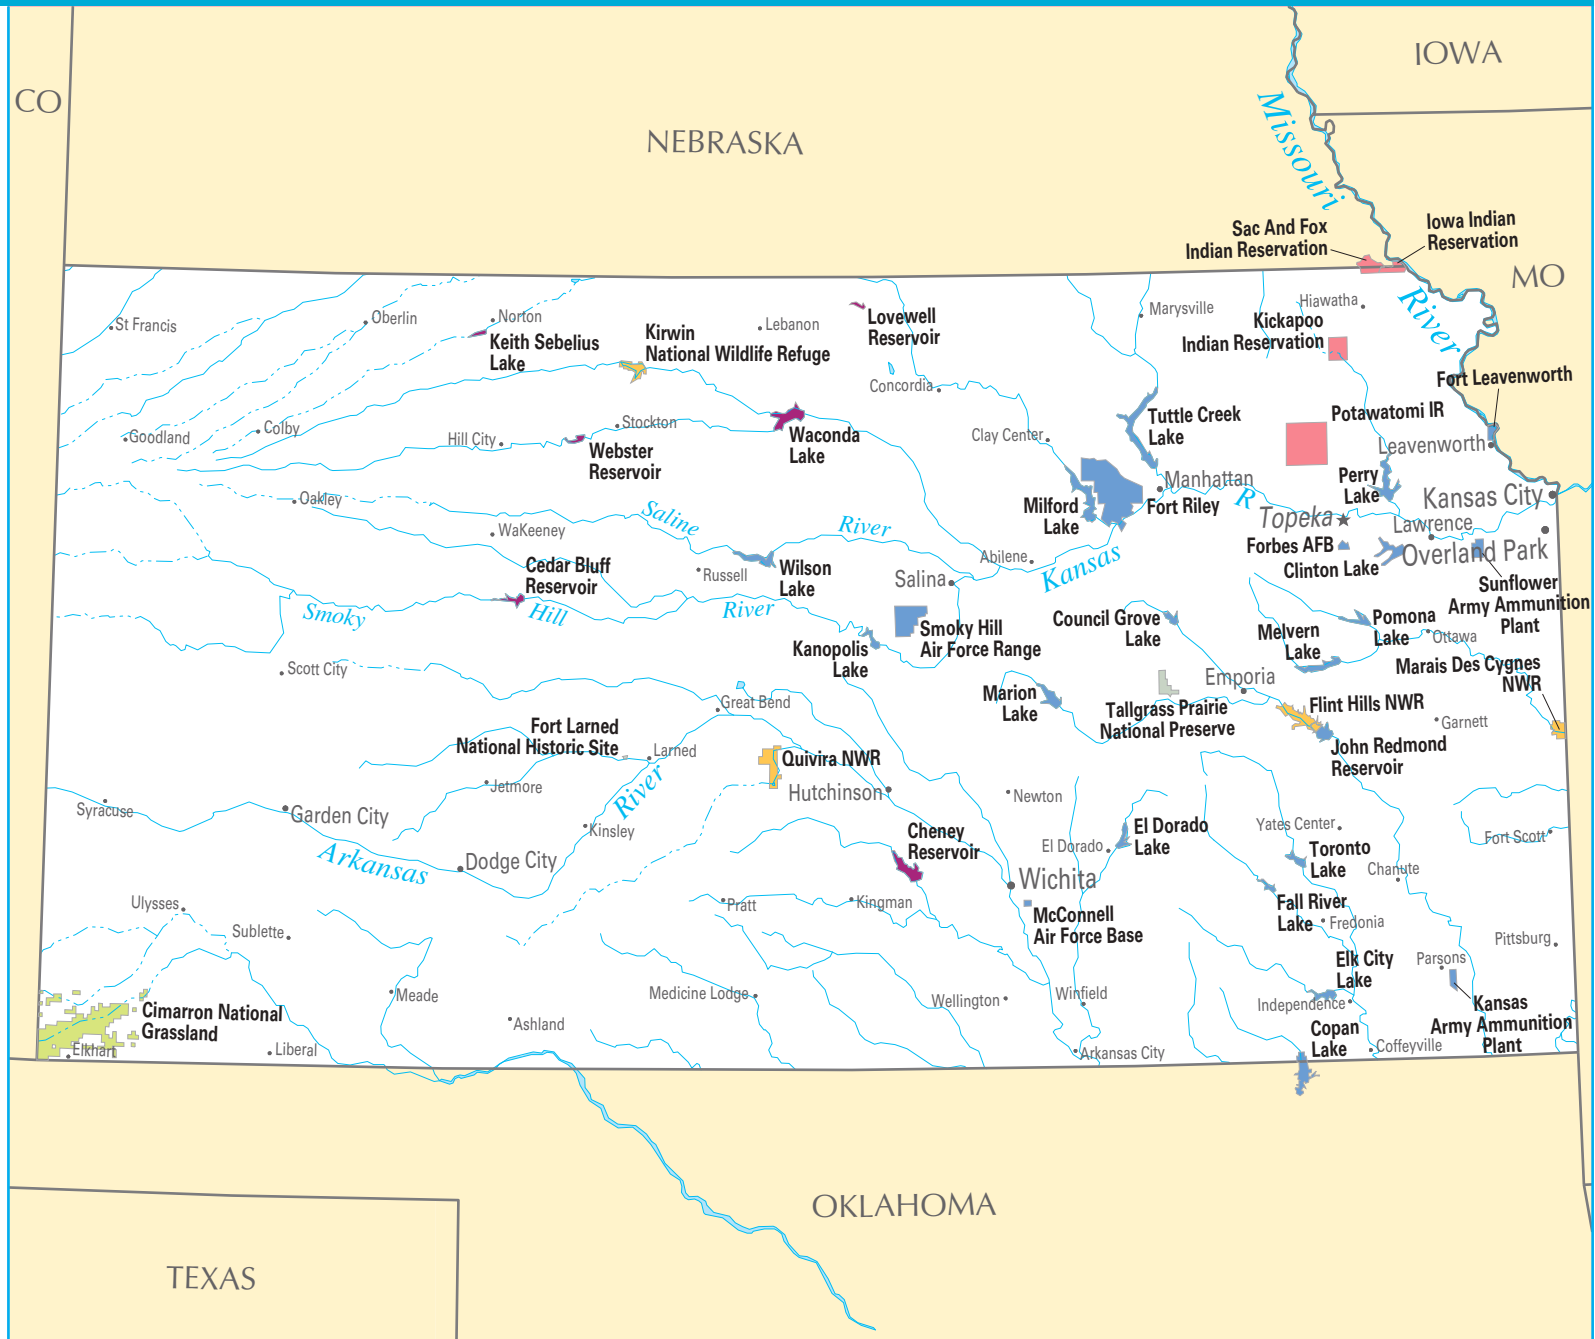 IOWA
CO
NEBRASKA
Missouri
Sac And Fox
Indian Reservation
Iowa Indian
Reservation
MO
River
St Francis
Oberlin
Norton
Keith Sebelius
Lake
Kirwin
National Wildlife Refuge
Lebanon
Lovewell
Reservoir
Marysville
Hiawatha
Kickapoo
Indian Reservation
Fort Leavenworth
Concordia
Goodland
Colby
Hill City
Stockton
Webster
Reservoir
Waconda
Lake
Clay Center
Tuttle Creek
Lake
Potawatomi IR
Leavenworth
Oakley
WaKeeney
Saline
River
Milford
Lake
Manhattan
Fort Riley
R
Perry
Lake
Kansas City
Topeka
Lawrence
Forbes AFB
Clinton Lake
Overland Park
Sunflower
Army Ammunition
Plant
Cedar Bluff
Reservoir
Russell
Wilson
Lake
Abilene
Salina
Kansas
Smoky
Hill
River
Smoky Hill
Air Force Range
Kanopolis
Lake
Council Grove
Lake
Melvern
Lake
Pomona
Lake
Ottawa
Marais Des Cygnes
NWR
Scott City
Great Bend
Marion
Lake
Tallgrass Prairie
National Preserve
Emporia
Flint Hills NWR
Garnett
John Redmond
Reservoir
Fort Larned
National Historic Site
Larned
Quivira NWR
Hutchinson
Jetmore
River
Newton
Syracuse
Garden City
Kinsley
Arkansas
Dodge City
Cheney
Reservoir
El Dorado
El Dorado
Lake
Yates Center
Toronto
Lake
Fort Scott
Chanute
Wichita
McConnell
Air Force Base
Fall River
Lake
Fredonia
Ulysses
Sublette
Pratt
Kingman
Pittsburg
Parsons
Elk City
Lake
Independence
Kansas
Army Ammunition
Plant
Meade
Medicine Lodge
Wellington
Winfield
Cimarron National
Grassland
Elkhart
Liberal
Ashland
Arkansas City
Copan
Lake
Coffeyville
OKLAHOMA
TEXAS